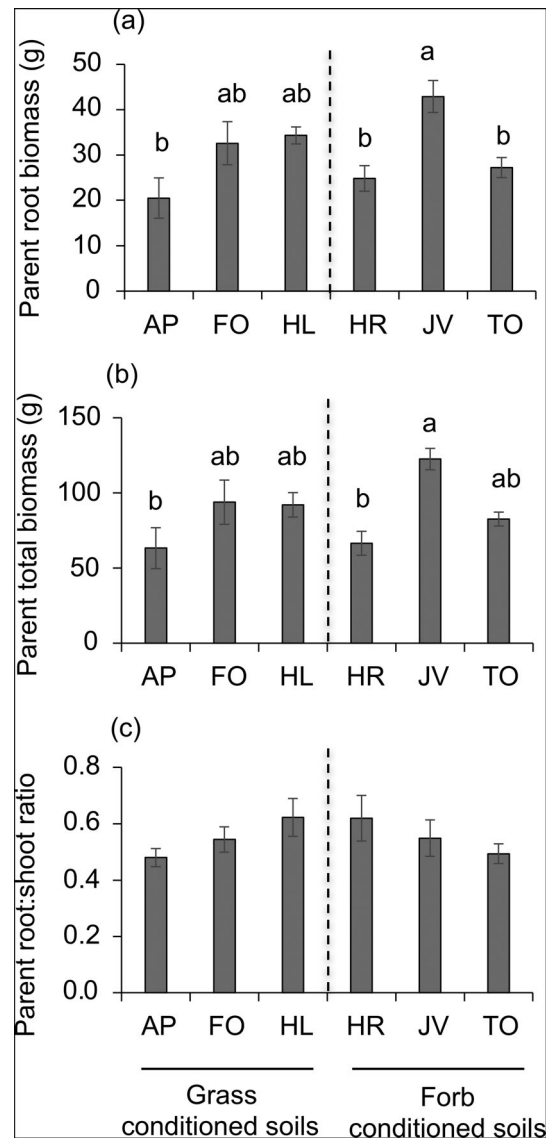 (a)
Parent root biomass (g)
50
40
30
20
10
0
b
ab
ab
b
a
b
AP FO HL HR JV TO
(b)
Parent total biomass (g)
150
100
50
0
b
ab
ab
b
a
ab
AP FO HL HR JV TO
(c)
Parent root:shoot ratio
0.8
0.6
0.4
0.2
0.0
AP FO HL HR JV TO
Grass
conditioned soils
Forb
conditioned soils